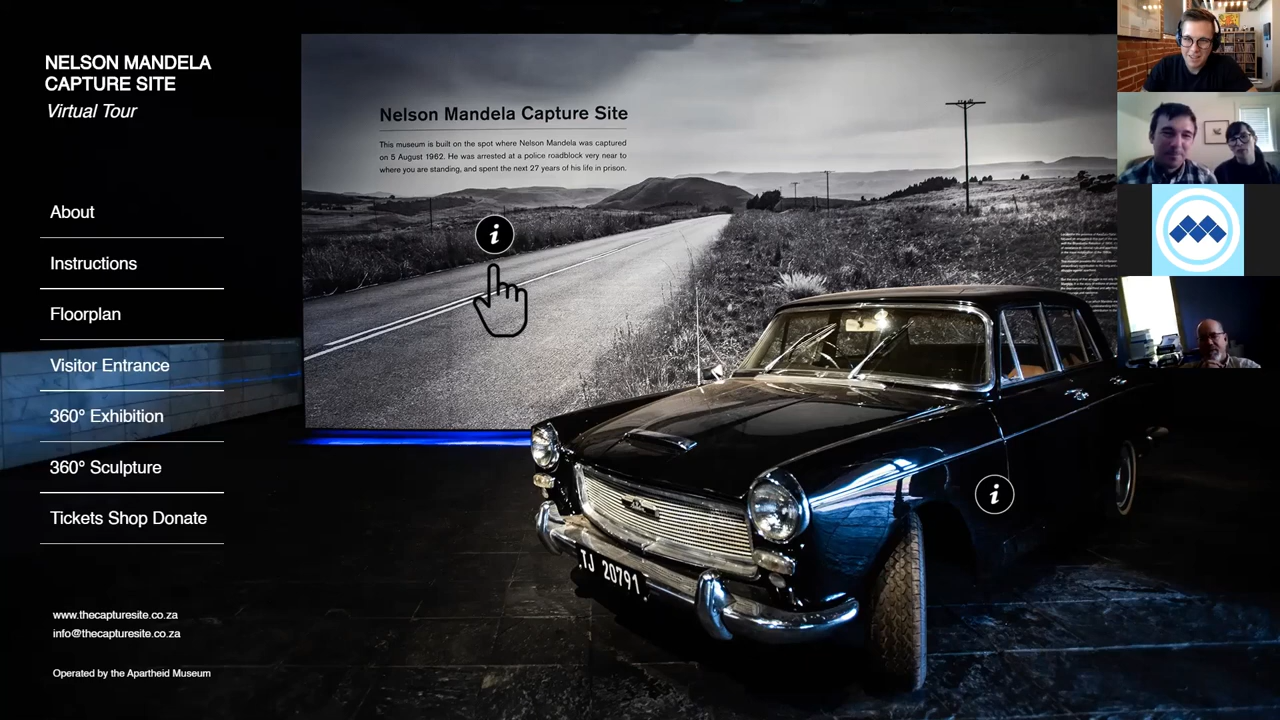 NELSON MANDELA
CAPTURE SITE
Virtual Tour
About
Instructions
Floorplan
Visitor Entrance
360º Exhibition
360º Sculpture
Tickets Shop Donate
www.thecapturesite.co.za
info@thecapturesite.co.za
Operated by the Apartheid Museum
Nelson Mandela Capture Site
This museum is built on the spot where Nelson Mandela was captured
on 5 August 1962. He was arrested at a police roadblock very near to
where you are standing, and spent the next 27 years of his life in prison.
i
i
TJ 20791